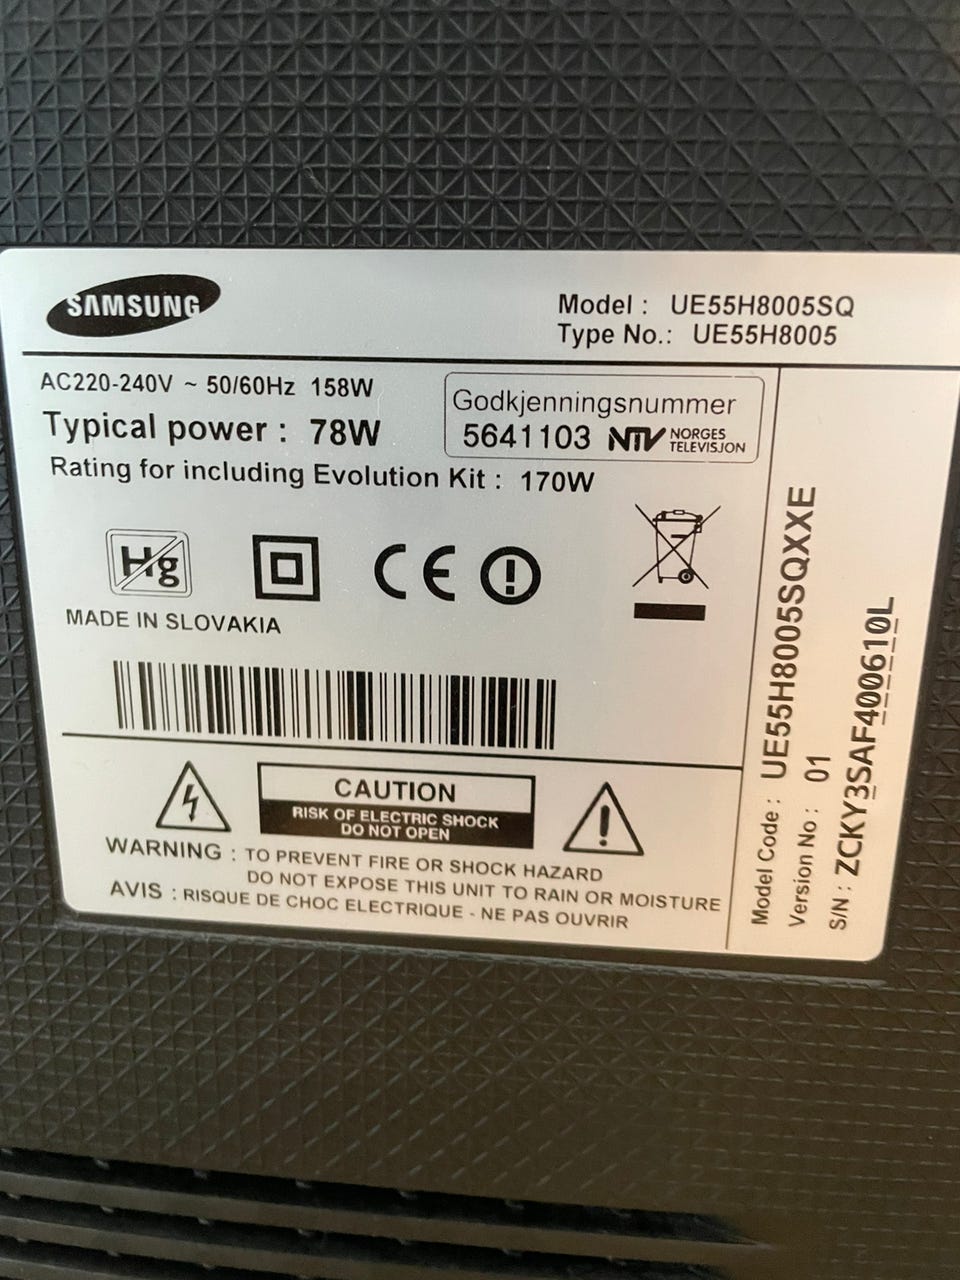 SAMSUNG
Model : UE55H8005SQ
Type No.: UE55H8005
AC220-240V ~ 50/60Hz 158W
Typical power : 78W
Rating for including Evolution Kit : 170W
Godkjenningsnummer
5641103 NTV NORGES
TELEVISJON
Hg
CE
MADE IN SLOVAKIA
CAUTION
RISK OF ELECTRIC SHOCK
DO NOT OPEN
WARNING : TO PREVENT FIRE OR SHOCK HAZARD
DO NOT EXPOSE THIS UNIT TO RAIN OR MOISTURE
AVIS : RISQUE DE CHOC ELECTRIQUE - NE PAS OUVRIR
Model Code : UE55H8005SQXXE
Version No : 01
S/N : ZCKY3SAF400610L